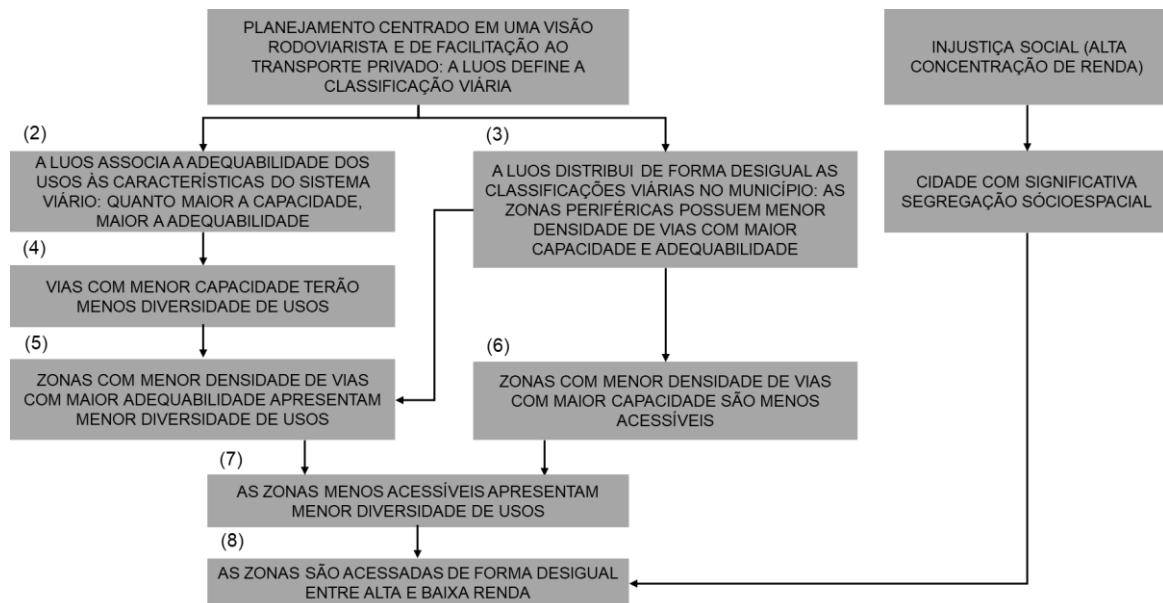 PLANEJAMENTO CENTRADO EM UMA VISÃO
RODOVIARISTA E DE FACILITAÇÃO AO
TRANSPORTE PRIVADO: A LUOS DEFINE A
CLASSIFICAÇÃO VIÁRIA
INJUSTIÇA SOCIAL (ALTA
CONCENTRAÇÃO DE RENDA)
(2)
A LUOS ASSOCIA A ADEQUABILIDADE DOS
USOS ÀS CARACTERÍSTICAS DO SISTEMA
VIÁRIO: QUANTO MAIOR A CAPACIDADE,
MAIOR A ADEQUABILIDADE
(3)
A LUOS DISTRIBUI DE FORMA DESIGUAL AS
CLASSIFICAÇÕES VIÁRIAS NO MUNICÍPIO: AS
ZONAS PERIFÉRICAS POSSUEM MENOR
DENSIDADE DE VIAS COM MAIOR
CAPACIDADE E ADEQUABILIDADE
CIDADE COM SIGNIFICATIVA
SEGREGAÇÃO SÓCIOESPACIAL
(4)
VIAS COM MENOR CAPACIDADE TERÃO
MENOS DIVERSIDADE DE USOS
(5)
ZONAS COM MENOR DENSIDADE DE VIAS
COM MAIOR ADEQUABILIDADE APRESENTAM
MENOR DIVERSIDADE DE USOS
(6)
ZONAS COM MENOR DENSIDADE DE VIAS
COM MAIOR CAPACIDADE SÃO MENOS
ACESSÍVEIS
(7)
AS ZONAS MENOS ACESSÍVEIS APRESENTAM
MENOR DIVERSIDADE DE USOS
(8)
AS ZONAS SÃO ACESSADAS DE FORMA DESIGUAL
ENTRE ALTA E BAIXA RENDA